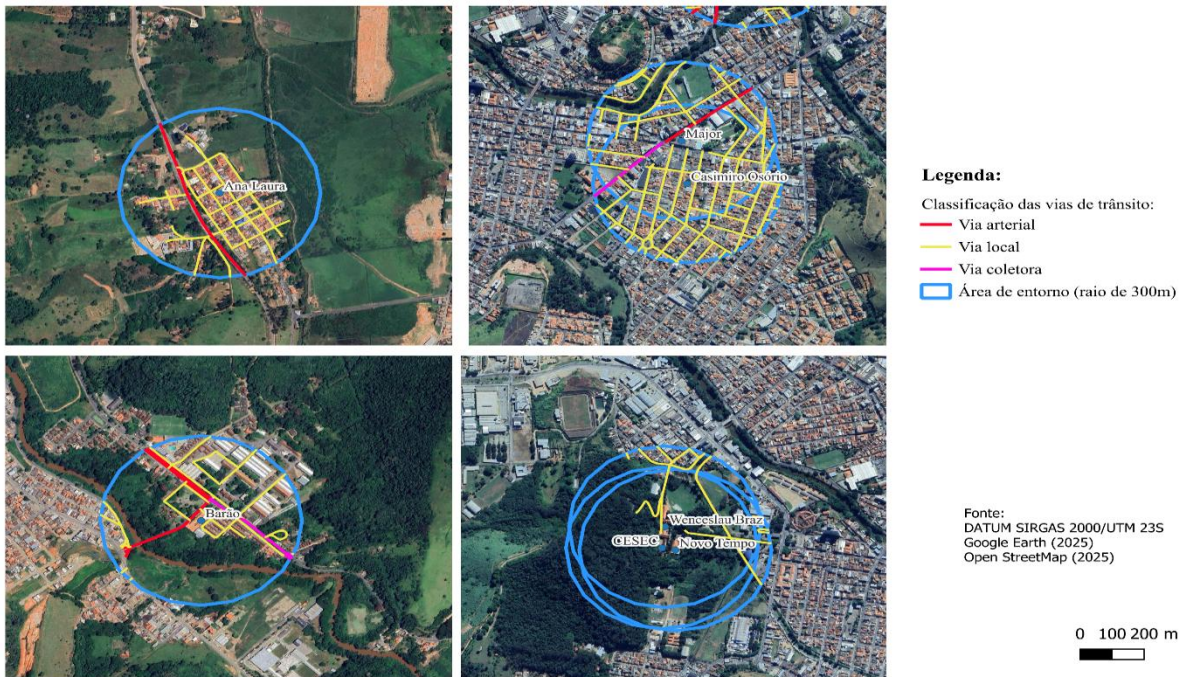 Ana Laura
Major
Casimiro Osório
Barão
Wenceslau Braz
CESEC
Novo Tempo
Legenda:
Classificação das vias de trânsito:
Via arterial
Via local
Via coletora
Área de entorno (raio de 300m)
Fonte:
DATUM SIRGAS 2000/UTM 23S
Google Earth (2025)
Open StreetMap (2025)
0 100 200 m